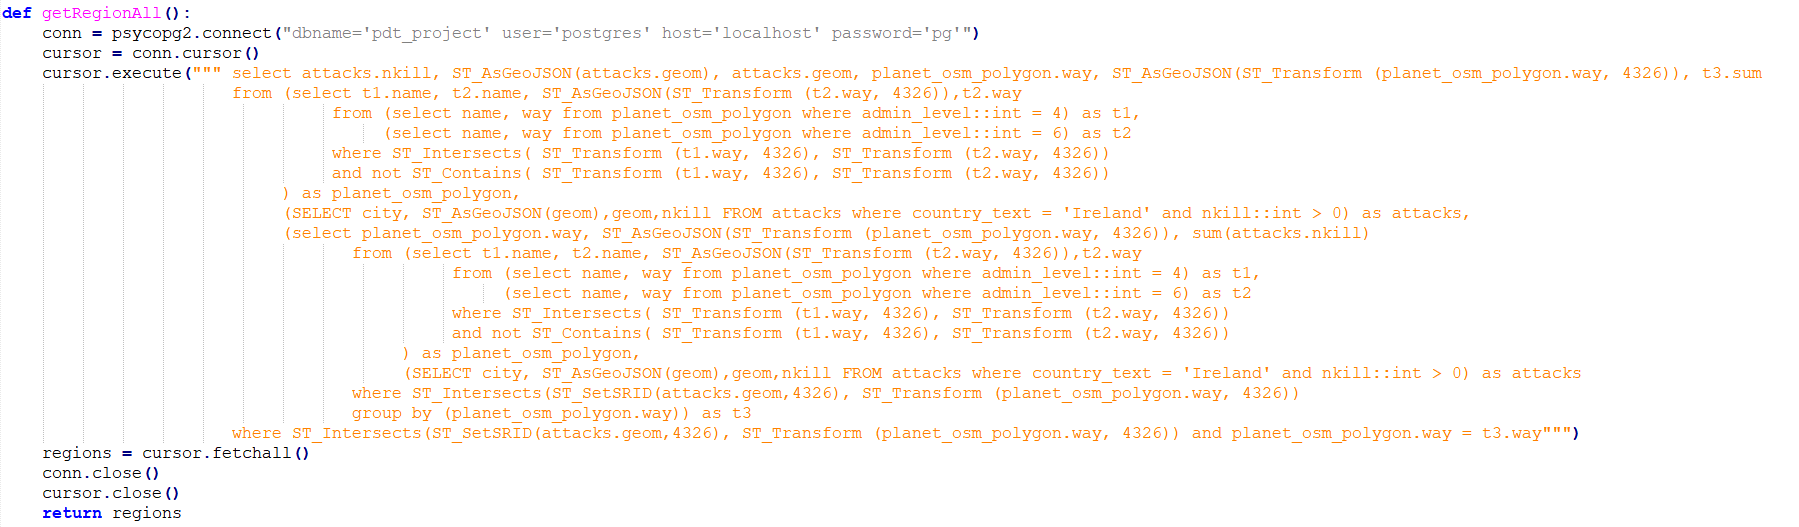 def getRegionAll():
    conn = psycopg2.connect("dbname='pdt_project' user='postgres' host='localhost' password='pg'")
    cursor = conn.cursor()
    cursor.execute(""" select attacks.nkill, ST_AsGeoJSON(attacks.geom), attacks.geom, planet_osm_polygon.way, ST_AsGeoJSON(ST_Transform (planet_osm_polygon.way, 4326)), t3.sum
                       from (select t1.name, t2.name, ST_AsGeoJSON(ST_Transform (t2.way, 4326)),t2.way
                                 from (select name, way from planet_osm_polygon where admin_level::int = 4) as t1,
                                      (select name, way from planet_osm_polygon where admin_level::int = 6) as t2
                                 where ST_Intersects( ST_Transform (t1.way, 4326), ST_Transform (t2.way, 4326))
                                 and not ST_Contains( ST_Transform (t1.way, 4326), ST_Transform (t2.way, 4326))
                            ) as planet_osm_polygon,
                            (SELECT city, ST_AsGeoJSON(geom),geom,nkill FROM attacks where country_text = 'Ireland' and nkill::int > 0) as attacks,
                            (select planet_osm_polygon.way, ST_AsGeoJSON(ST_Transform (planet_osm_polygon.way, 4326)), sum(attacks.nkill)
                                   from (select t1.name, t2.name, ST_AsGeoJSON(ST_Transform (t2.way, 4326)),t2.way
                                             from (select name, way from planet_osm_polygon where admin_level::int = 4) as t1,
                                                  (select name, way from planet_osm_polygon where admin_level::int = 6) as t2
                                             where ST_Intersects( ST_Transform (t1.way, 4326), ST_Transform (t2.way, 4326))
                                             and not ST_Contains( ST_Transform (t1.way, 4326), ST_Transform (t2.way, 4326))
                                        ) as planet_osm_polygon,
                                        (SELECT city, ST_AsGeoJSON(geom),geom,nkill FROM attacks where country_text = 'Ireland' and nkill::int > 0) as attacks
                                   where ST_Intersects(ST_SetSRID(attacks.geom,4326), ST_Transform (planet_osm_polygon.way, 4326))
                                   group by (planet_osm_polygon.way)) as t3
                       where ST_Intersects(ST_SetSRID(attacks.geom,4326), ST_Transform (planet_osm_polygon.way, 4326)) and planet_osm_polygon.way = t3.way""")
    regions = cursor.fetchall()
    conn.close()
    cursor.close()
    return regions